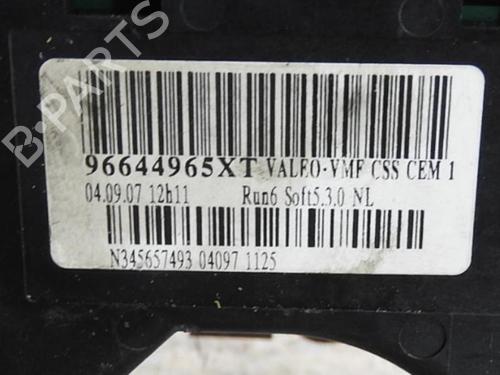 B-PARTS
96644965XT VALEO-VMF CSS CEM 1
04.09.07 12h11 Run6 Soft5.3.0 NL
N345657493 04097 1125